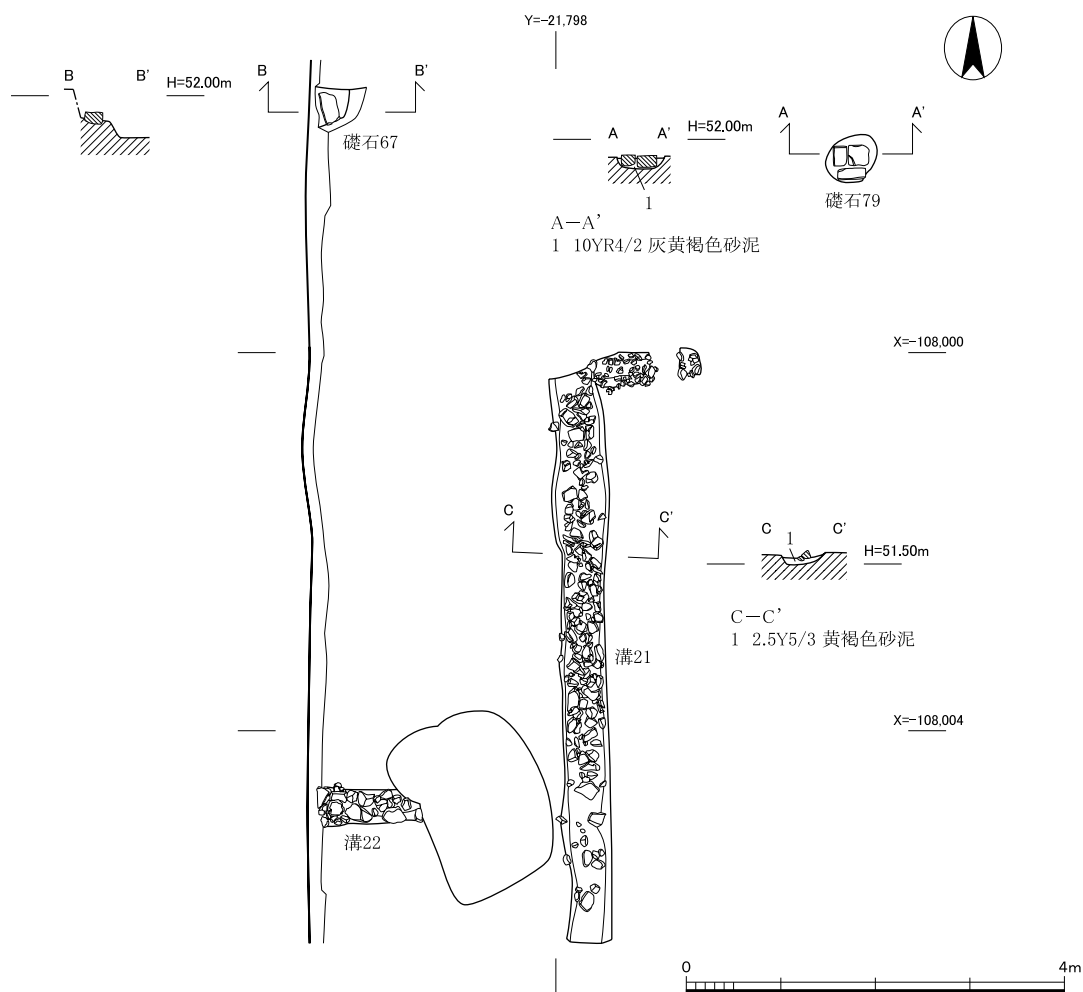 Y=-21,798
B B' H=52.00m
B B'
礎石67
A A' H=52.00m
1
A A'
礎石79
A－A'
1 10YR4/2 灰黄褐色砂泥
X=-108,000
C C'
C 1 C' H=51.50m
C－C'
1 2.5Y5/3 黄褐色砂泥
溝21
X=-108,004
溝22
0 4m